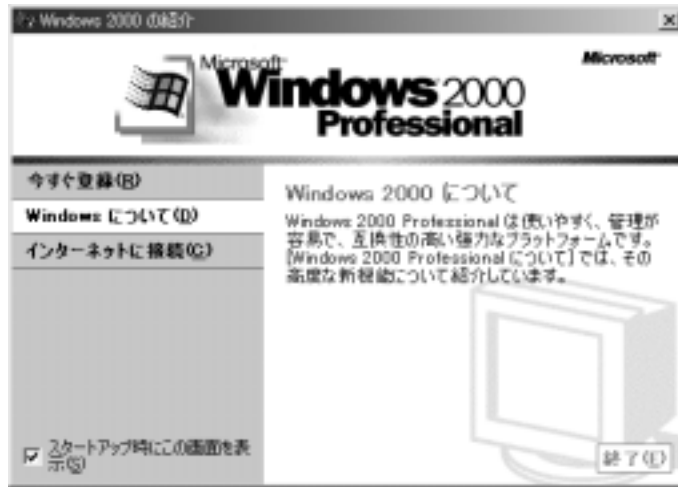 Windows 2000 の紹介
Microsoft
Microsoft
Windows 2000
Professional
今すぐ登録(R)
Windows について(D)
インターネットに接続(C)
Windows 2000 について
Windows 2000 Professional は使いやすく、管理が
容易で、互換性の高い強力なプラットフォームです。
[Windows 2000 Professional について] では、その
高度な新機能について紹介しています。
スタートアップ時にこの画面を表
示(S)
終了(E)